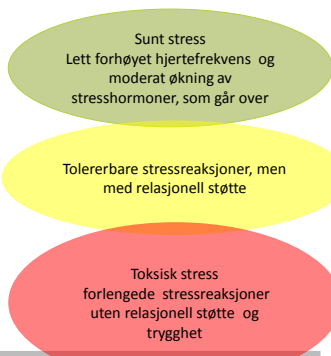 Sunt stress
Lett forhøyet hjertefrekvens og
moderat økning av
stresshormoner, som går over
Tolererbare stressreaksjoner, men
med relasjonell støtte
Toksisk stress
forlengede stressreaksjoner
uten relasjonell støtte og
trygghet